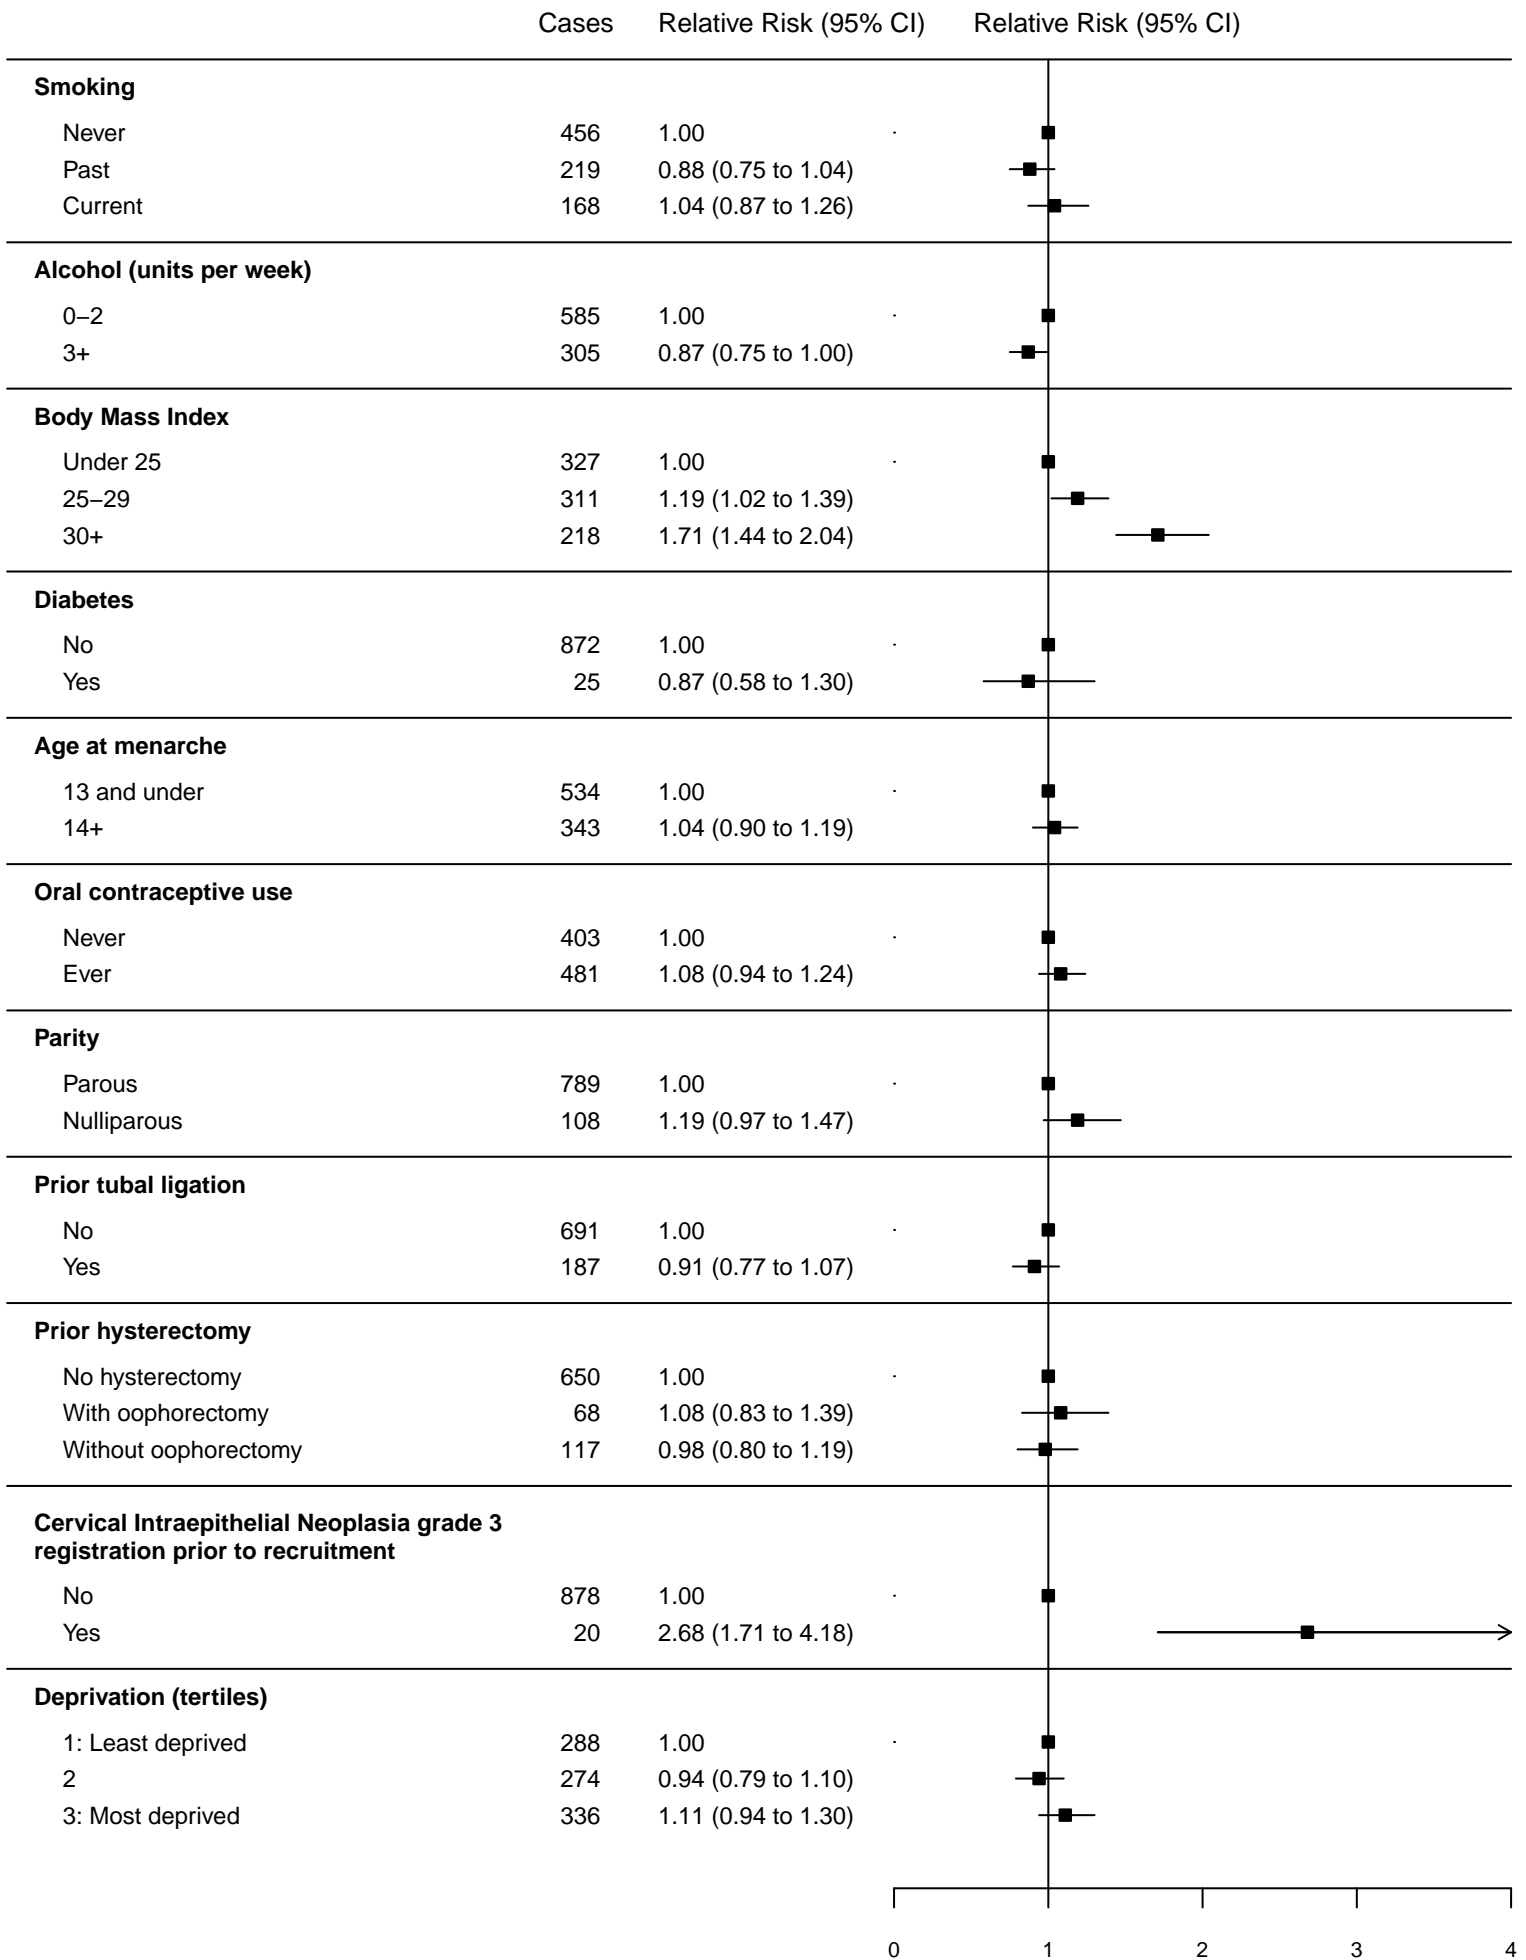 Cases Relative Risk (95% CI) Relative Risk (95% CI)
Smoking
Never 456 1.00
Past 219 0.88 (0.75 to 1.04)
Current 168 1.04 (0.87 to 1.26)
Alcohol (units per week)
0−2 585 1.00
3+ 305 0.87 (0.75 to 1.00)
Body Mass Index
Under 25 327 1.00
25−29 311 1.19 (1.02 to 1.39)
30+ 218 1.71 (1.44 to 2.04)
Diabetes
No 872 1.00
Yes 25 0.87 (0.58 to 1.30)
Age at menarche
13 and under 534 1.00
14+ 343 1.04 (0.90 to 1.19)
Oral contraceptive use
Never 403 1.00
Ever 481 1.08 (0.94 to 1.24)
Parity
Parous 789 1.00
Nulliparous 108 1.19 (0.97 to 1.47)
Prior tubal ligation
No 691 1.00
Yes 187 0.91 (0.77 to 1.07)
Prior hysterectomy
No hysterectomy 650 1.00
With oophorectomy 68 1.08 (0.83 to 1.39)
Without oophorectomy 117 0.98 (0.80 to 1.19)
Cervical Intraepithelial Neoplasia grade 3
registration prior to recruitment
No 878 1.00
Yes 20 2.68 (1.71 to 4.18)
Deprivation (tertiles)
1: Least deprived 288 1.00
2 274 0.94 (0.79 to 1.10)
3: Most deprived 336 1.11 (0.94 to 1.30)
0 1 2 3 4